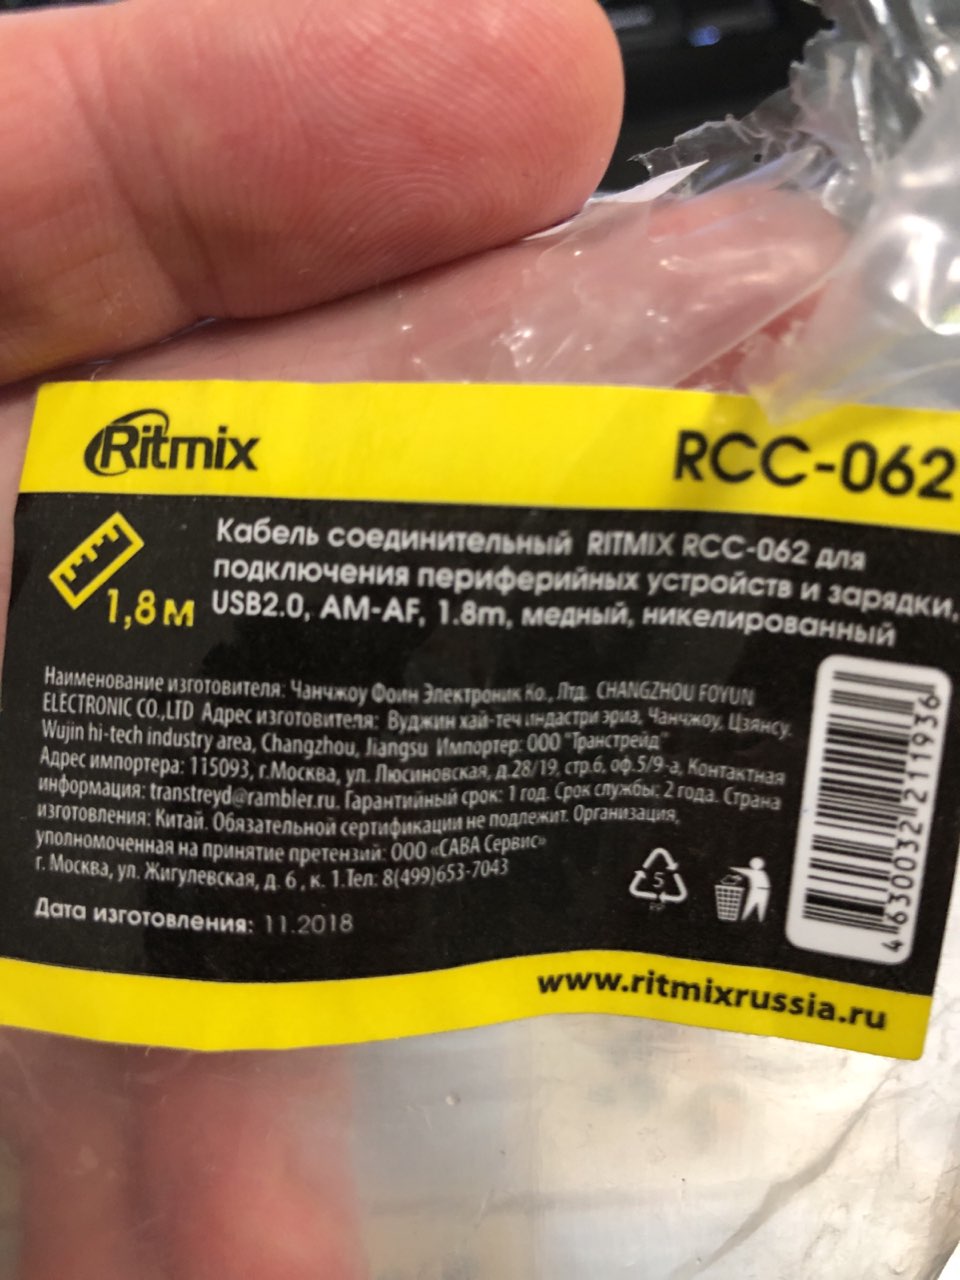 Ritmix
RCC-062
1,8 м
Кабель соединительный RITMIX RCC-062 для
подключения периферийных устройств и зарядки,
USB2.0, AM-AF, 1.8m, медный, никелированный
Наименование изготовителя: Чанчжоу Фоин Электроник Ко., Лтд. CHANGZHOU FOYUN
ELECTRONIC CO.,LTD Адрес изготовителя: Вуджин хай-теч индастри эриа, Чанчжоу, Цзянсу.
Wujin hi-tech industry area, Changzhou, Jiangsu Импортер: ООО "Транстрейд"
Адрес импортера: 115093, г.Москва, ул. Люсиновская, д.28/19, стр.6, оф.5/9-а, Контактная
информация: transtreyd@rambler.ru. Гарантийный срок: 1 год. Срок службы: 2 года. Страна
изготовления: Китай. Обязательной сертификации не подлежит. Организация,
уполномоченная на принятие претензий: ООО «САВА Сервис»
г. Москва, ул. Жигулевская, д. 6 , к. 1.Тел: 8(499)653-7043
Дата изготовления: 11.2018
5
PP
4630032121193​6
www.ritmixrussia.ru